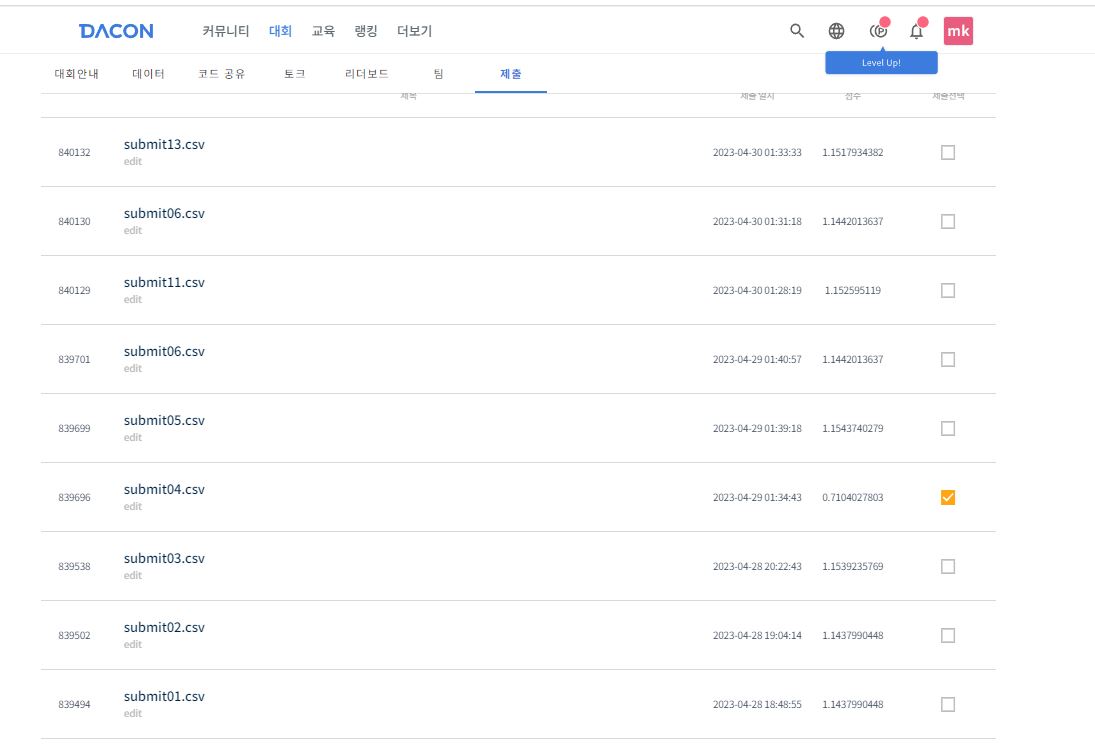 DACON 커뮤니티 대회 교육 랭킹 더보기 mk
Level Up!
대회안내 데이터 코드 공유 토크 리더보드 팀 제출
제목 제출 일시 점수 제출선택
840132 submit13.csv 2023-04-30 01:33:33 1.1517934382
edit
840130 submit06.csv 2023-04-30 01:31:18 1.1442013637
edit
840129 submit11.csv 2023-04-30 01:28:19 1.152595119
edit
839701 submit06.csv 2023-04-29 01:40:57 1.1442013637
edit
839699 submit05.csv 2023-04-29 01:39:18 1.1543740279
edit
839696 submit04.csv 2023-04-29 01:34:43 0.7104027803
edit
839538 submit03.csv 2023-04-28 20:22:43 1.1539235769
edit
839502 submit02.csv 2023-04-28 19:04:14 1.1437990448
edit
839494 submit01.csv 2023-04-28 18:48:55 1.1437990448
edit